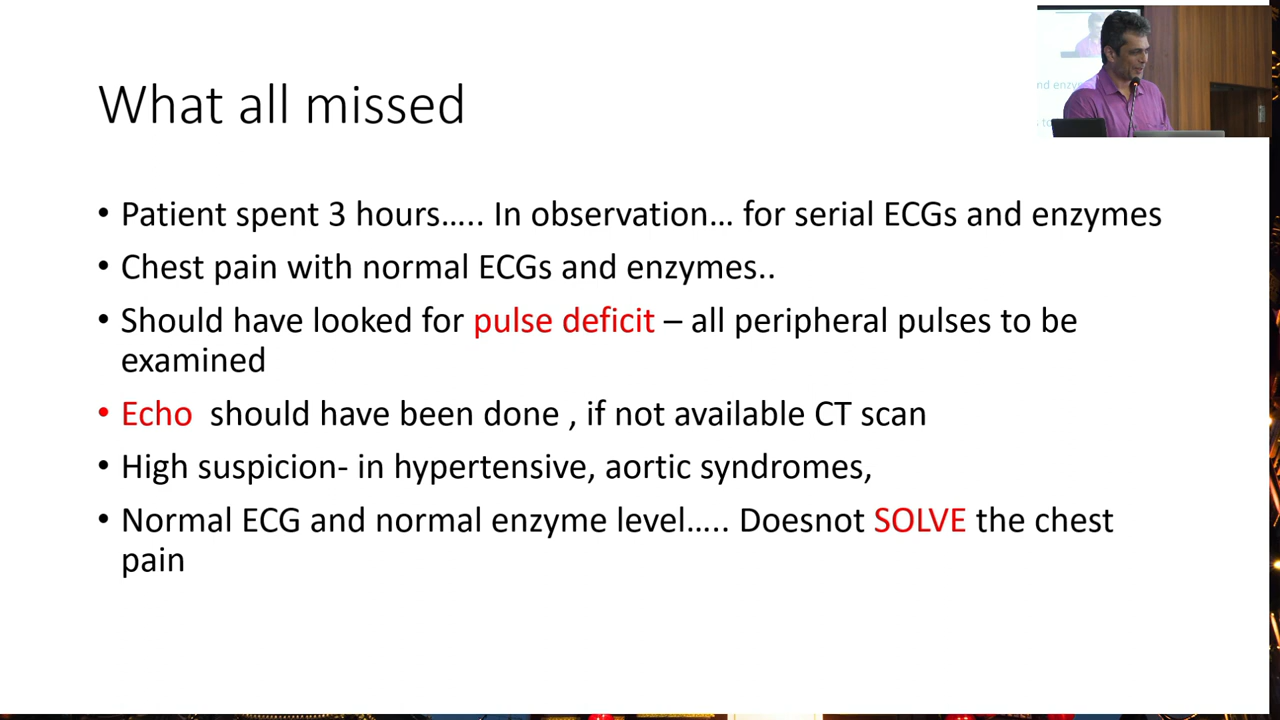 What all missed
• Patient spent 3 hours….. In observation… for serial ECGs and enzymes
• Chest pain with normal ECGs and enzymes..
• Should have looked for pulse deficit – all peripheral pulses to be
examined
• Echo should have been done , if not available CT scan
• High suspicion- in hypertensive, aortic syndromes,
• Normal ECG and normal enzyme level….. Doesnot SOLVE the chest
pain